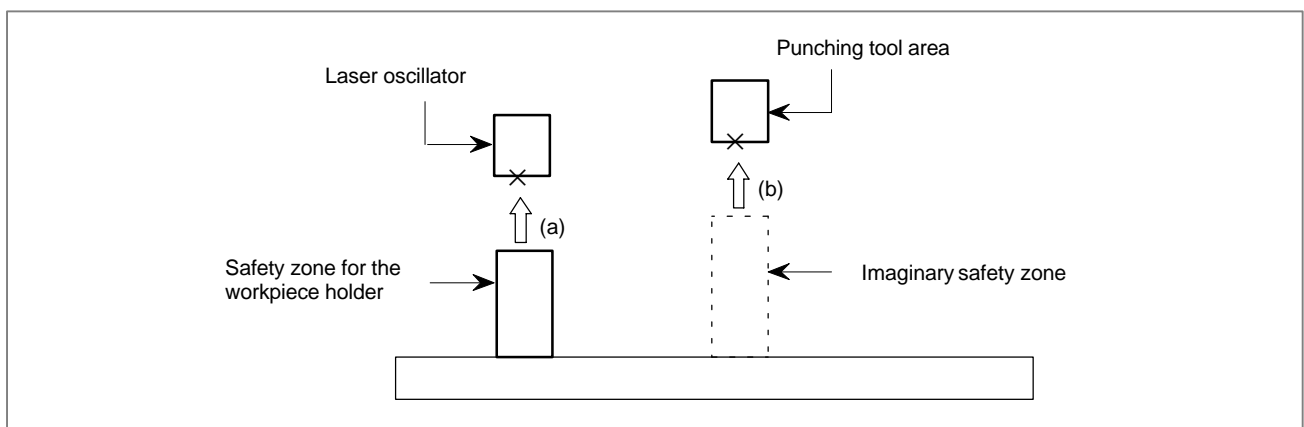 Punching tool area
Laser oscillator
(b)
(a)
Safety zone for the
workpiece holder
Imaginary safety zone